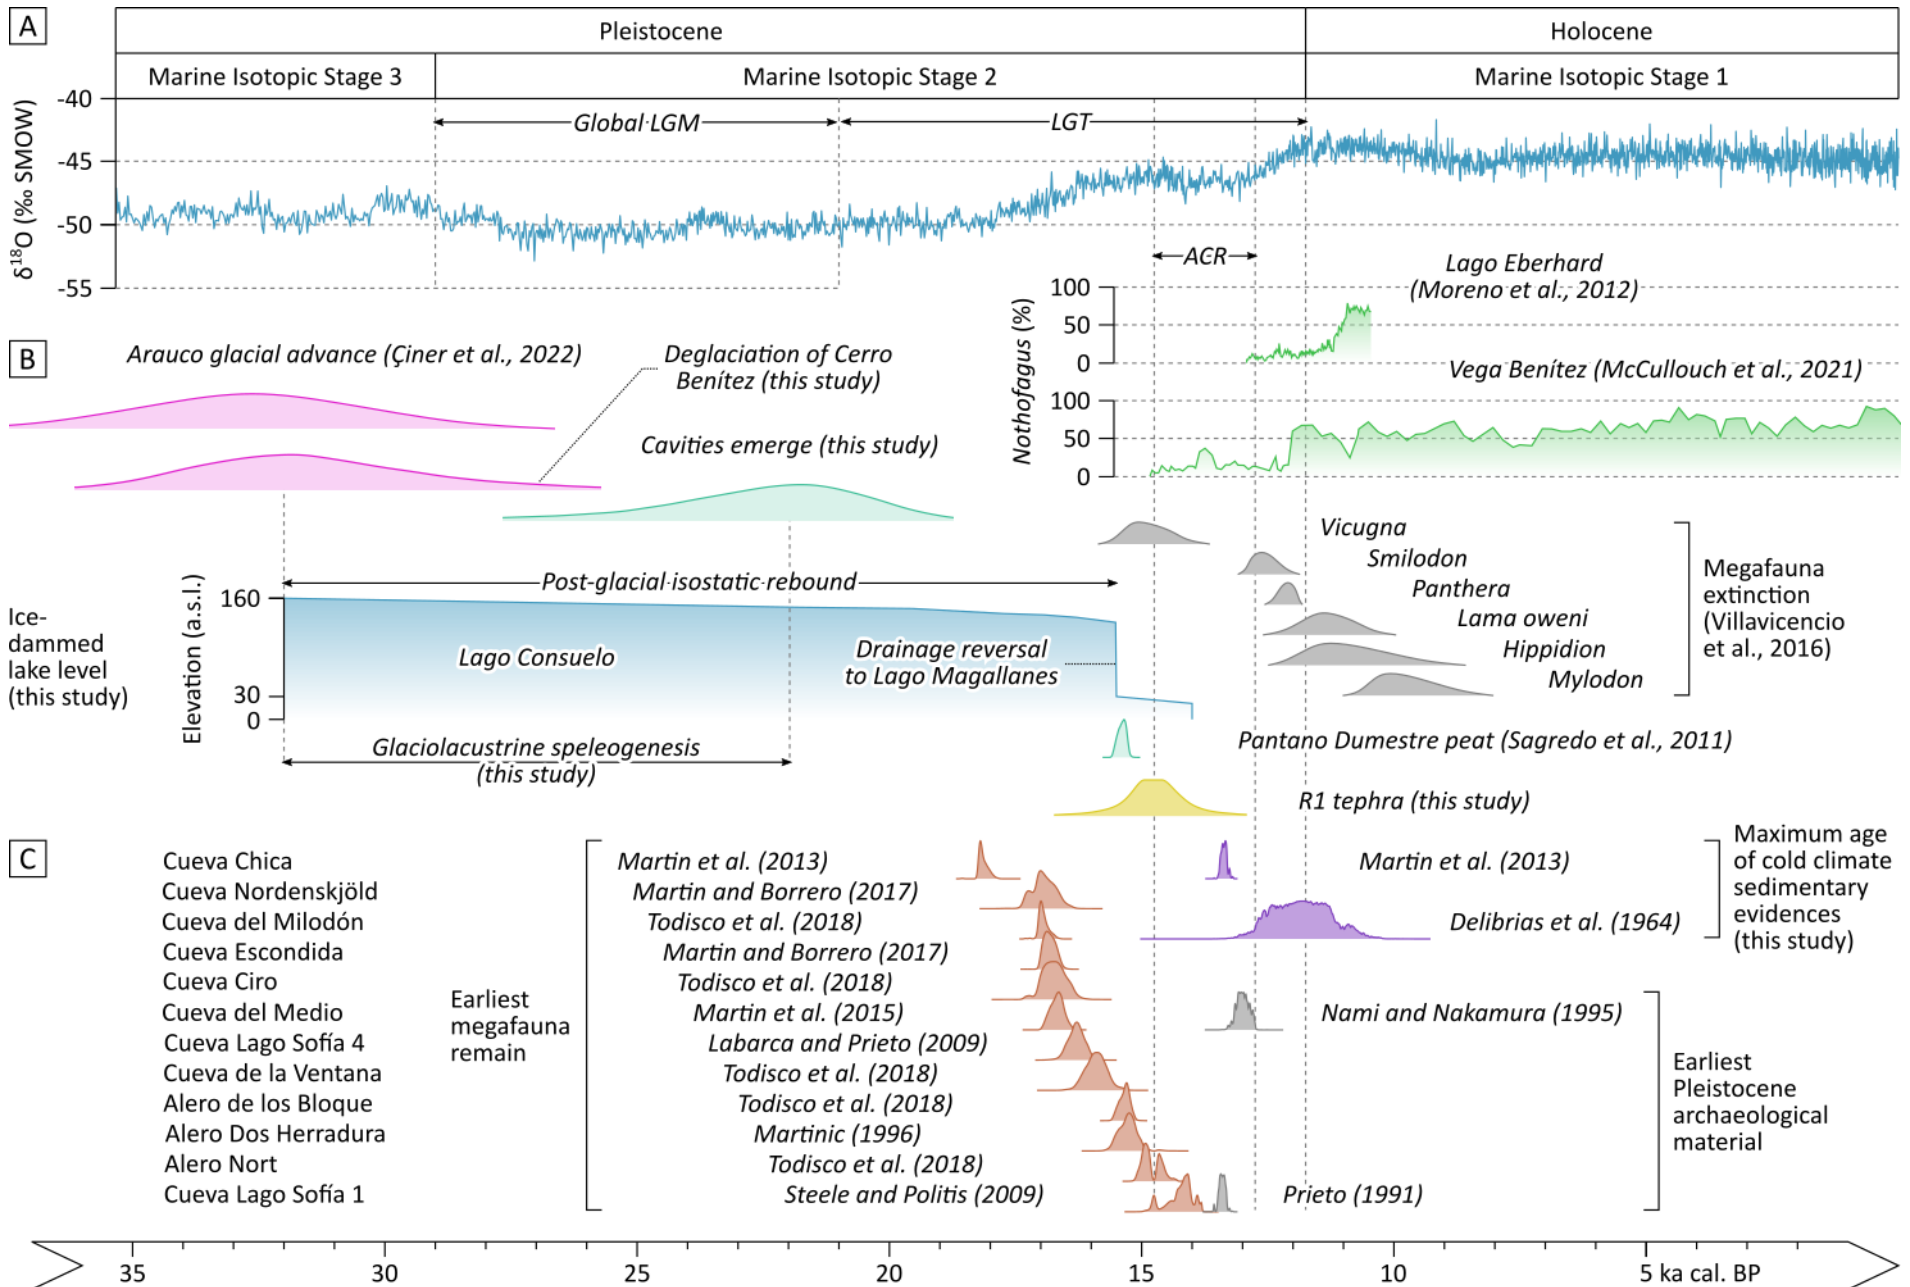 A
Pleistocene
Holocene
Marine Isotopic Stage 3
Marine Isotopic Stage 2
Marine Isotopic Stage 1
δ18O (‰ SMOW)
-40
-45
-50
-55
Global LGM
LGT
ACR
Lago Eberhard
(Moreno et al., 2012)
Nothofagus (%)
100
50
0
Vega Benítez (McCullouch et al., 2021)
100
50
0
B
Arauco glacial advance (Çiner et al., 2022)
Deglaciation of Cerro
Benítez (this study)
Cavities emerge (this study)
Vicugna
Smilodon
Panthera
Lama oweni
Hippidion
Mylodon
Megafauna
extinction
(Villavicencio
et al., 2016)
Ice-
dammed
lake level
(this study)
Elevation (a.s.l.)
160
30
0
Post-glacial isostatic rebound
Lago Consuelo
Drainage reversal
to Lago Magallanes
Glaciolacustrine speleogenesis
(this study)
Pantano Dumestre peat (Sagredo et al., 2011)
R1 tephra (this study)
C
Cueva Chica
Cueva Nordenskjöld
Cueva del Milodón
Cueva Escondida
Cueva Ciro
Cueva del Medio
Cueva Lago Sofía 4
Cueva de la Ventana
Alero de los Bloque
Alero Dos Herradura
Alero Nort
Cueva Lago Sofía 1
Earliest
megafauna
remain
Martin et al. (2013)
Martin and Borrero (2017)
Todisco et al. (2018)
Martin and Borrero (2017)
Todisco et al. (2018)
Martin et al. (2015)
Labarca and Prieto (2009)
Todisco et al. (2018)
Todisco et al. (2018)
Martinic (1996)
Todisco et al. (2018)
Steele and Politis (2009)
Martin et al. (2013)
Delibrias et al. (1964)
Maximum age
of cold climate
sedimentary
evidences
(this study)
Nami and Nakamura (1995)
Prieto (1991)
Earliest
Pleistocene
archaeological
material
35
30
25
20
15
10
5 ka cal. BP